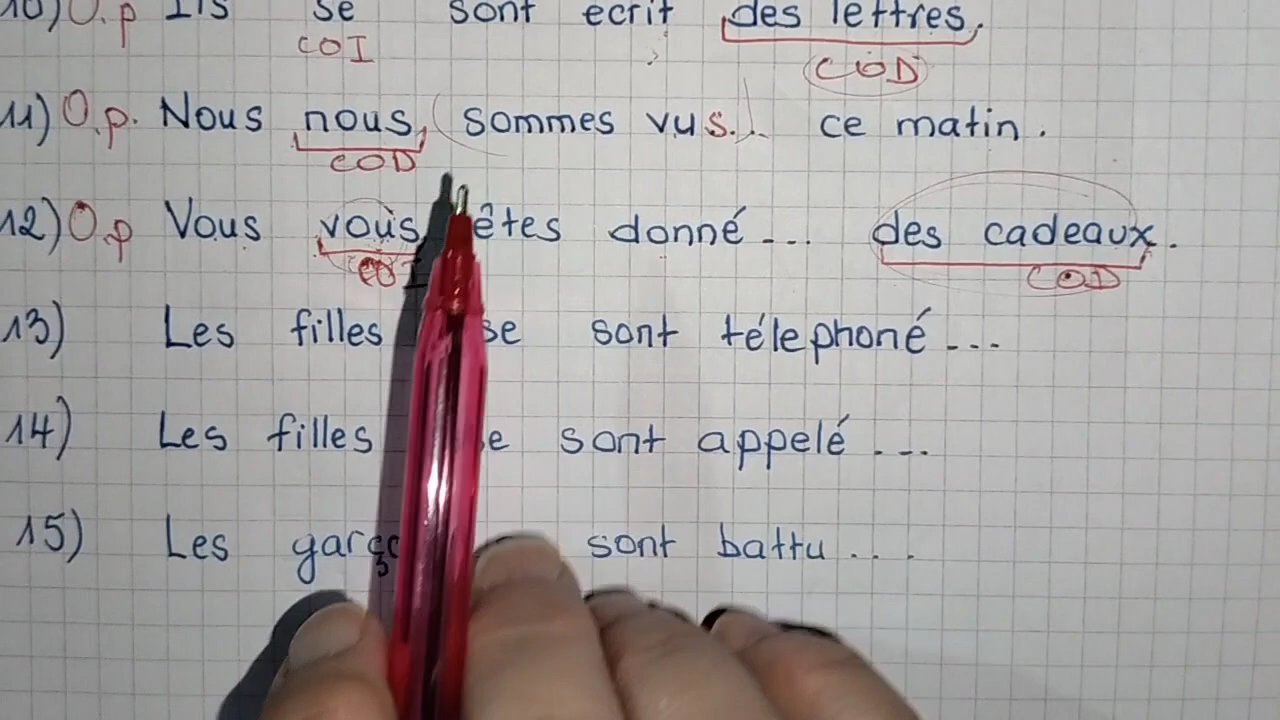 10) O.p Ils se sont ecrit des lettres.
COI COD
11) O.p. Nous nous sommes vus... ce matin.
COD
12) O.p Vous vous êtes donné... des cadeaux.
COI COD
13) Les filles se sont télephoné...
14) Les filles sont appelé...
15) Les sont battu...